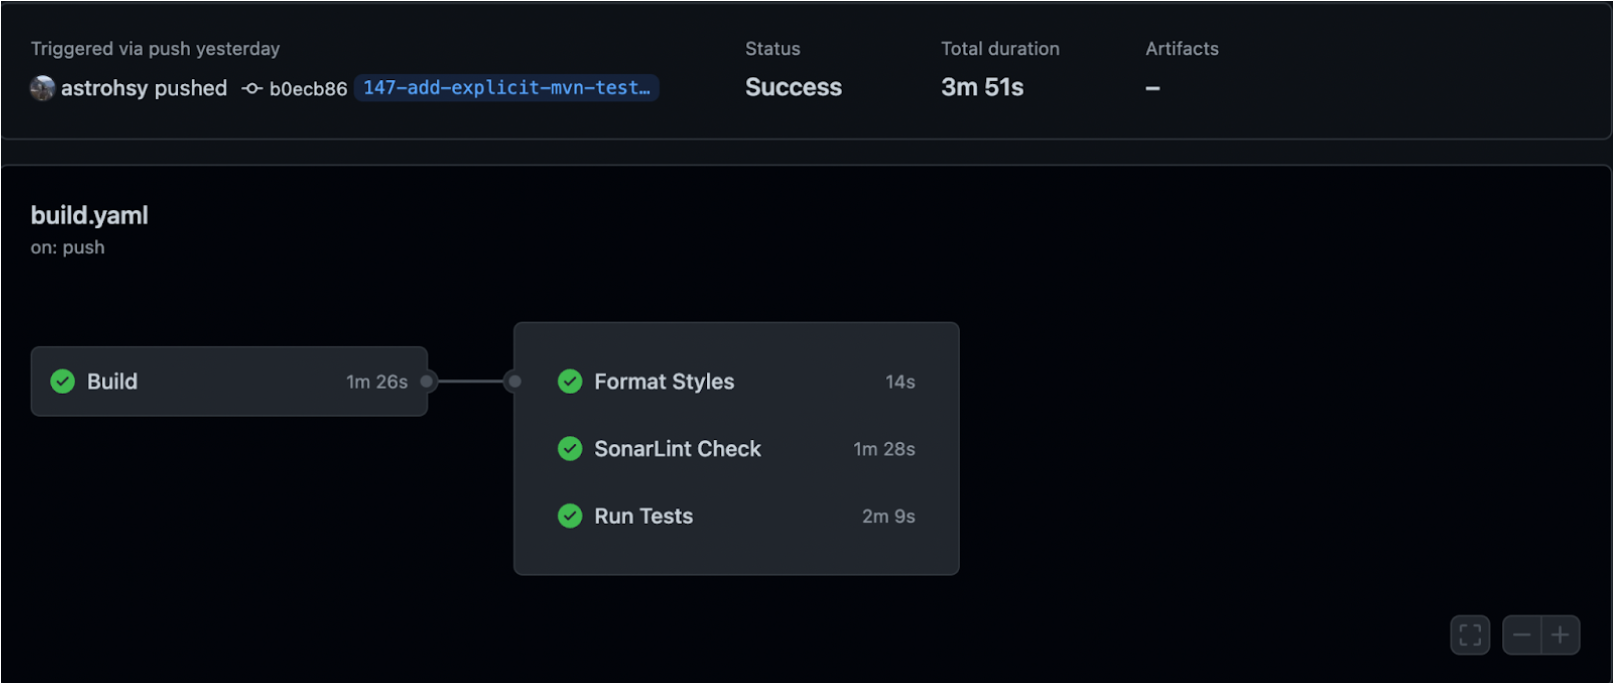 Triggered via push yesterday
astrohsy pushed b0ecb86 147-add-explicit-mvn-test…
Status
Success
Total duration
3m 51s
Artifacts
–
build.yaml
on: push
Build 1m 26s
Format Styles 14s
SonarLint Check 1m 28s
Run Tests 2m 9s